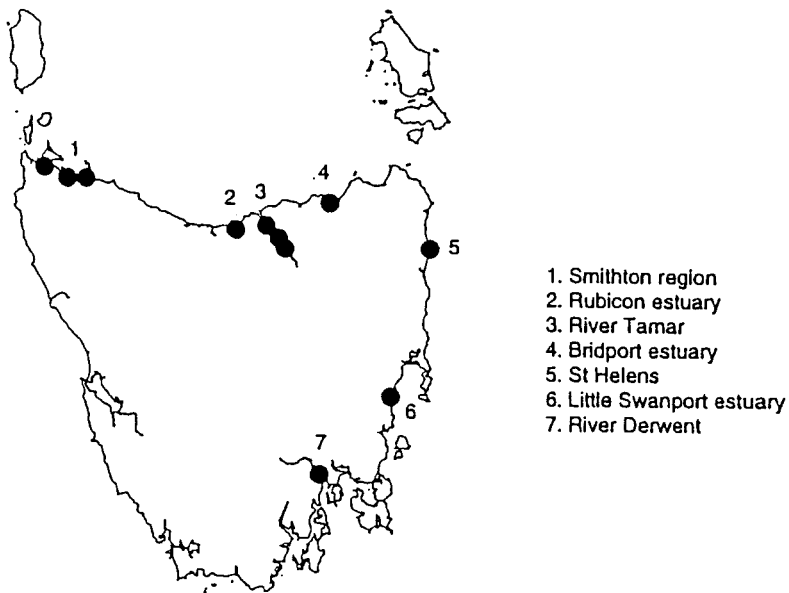 1
2
3
4
5
6
7
1. Smithton region
2. Rubicon estuary
3. River Tamar
4. Bridport estuary
5. St Helens
6. Little Swanport estuary
7. River Derwent